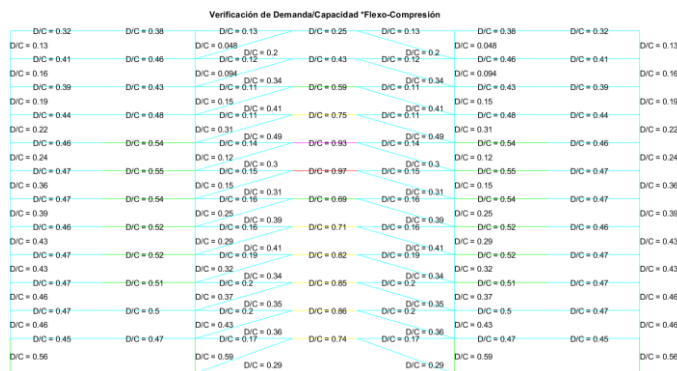 Verificación de Demanda/Capacidad *Flexo-Compresión
D/C = 0.32 D/C = 0.38 D/C = 0.13 D/C = 0.25 D/C = 0.13 D/C = 0.38 D/C = 0.32
D/C = 0.13 D/C = 0.048 D/C = 0.2 D/C = 0.2 D/C = 0.048 D/C = 0.13
D/C = 0.41 D/C = 0.46 D/C = 0.12 D/C = 0.43 D/C = 0.12 D/C = 0.46 D/C = 0.41
D/C = 0.16 D/C = 0.094 D/C = 0.34 D/C = 0.34 D/C = 0.094 D/C = 0.16
D/C = 0.39 D/C = 0.43 D/C = 0.11 D/C = 0.59 D/C = 0.11 D/C = 0.43 D/C = 0.39
D/C = 0.19 D/C = 0.15 D/C = 0.41 D/C = 0.41 D/C = 0.15 D/C = 0.19
D/C = 0.44 D/C = 0.48 D/C = 0.11 D/C = 0.75 D/C = 0.11 D/C = 0.48 D/C = 0.44
D/C = 0.22 D/C = 0.31 D/C = 0.49 D/C = 0.49 D/C = 0.31 D/C = 0.22
D/C = 0.46 D/C = 0.54 D/C = 0.14 D/C = 0.93 D/C = 0.14 D/C = 0.54 D/C = 0.46
D/C = 0.24 D/C = 0.12 D/C = 0.3 D/C = 0.3 D/C = 0.12 D/C = 0.24
D/C = 0.47 D/C = 0.55 D/C = 0.15 D/C = 0.97 D/C = 0.15 D/C = 0.55 D/C = 0.47
D/C = 0.36 D/C = 0.15 D/C = 0.31 D/C = 0.31 D/C = 0.15 D/C = 0.36
D/C = 0.47 D/C = 0.54 D/C = 0.16 D/C = 0.69 D/C = 0.16 D/C = 0.54 D/C = 0.47
D/C = 0.39 D/C = 0.25 D/C = 0.39 D/C = 0.39 D/C = 0.25 D/C = 0.39
D/C = 0.46 D/C = 0.52 D/C = 0.16 D/C = 0.71 D/C = 0.16 D/C = 0.52 D/C = 0.46
D/C = 0.43 D/C = 0.29 D/C = 0.41 D/C = 0.41 D/C = 0.29 D/C = 0.43
D/C = 0.47 D/C = 0.52 D/C = 0.19 D/C = 0.82 D/C = 0.19 D/C = 0.52 D/C = 0.47
D/C = 0.43 D/C = 0.32 D/C = 0.34 D/C = 0.34 D/C = 0.32 D/C = 0.43
D/C = 0.47 D/C = 0.51 D/C = 0.2 D/C = 0.85 D/C = 0.2 D/C = 0.51 D/C = 0.47
D/C = 0.46 D/C = 0.37 D/C = 0.35 D/C = 0.35 D/C = 0.37 D/C = 0.46
D/C = 0.47 D/C = 0.5 D/C = 0.2 D/C = 0.86 D/C = 0.2 D/C = 0.5 D/C = 0.47
D/C = 0.46 D/C = 0.43 D/C = 0.36 D/C = 0.36 D/C = 0.43 D/C = 0.46
D/C = 0.45 D/C = 0.47 D/C = 0.17 D/C = 0.74 D/C = 0.17 D/C = 0.47 D/C = 0.45
D/C = 0.56 D/C = 0.59 D/C = 0.29 D/C = 0.29 D/C = 0.59 D/C = 0.56